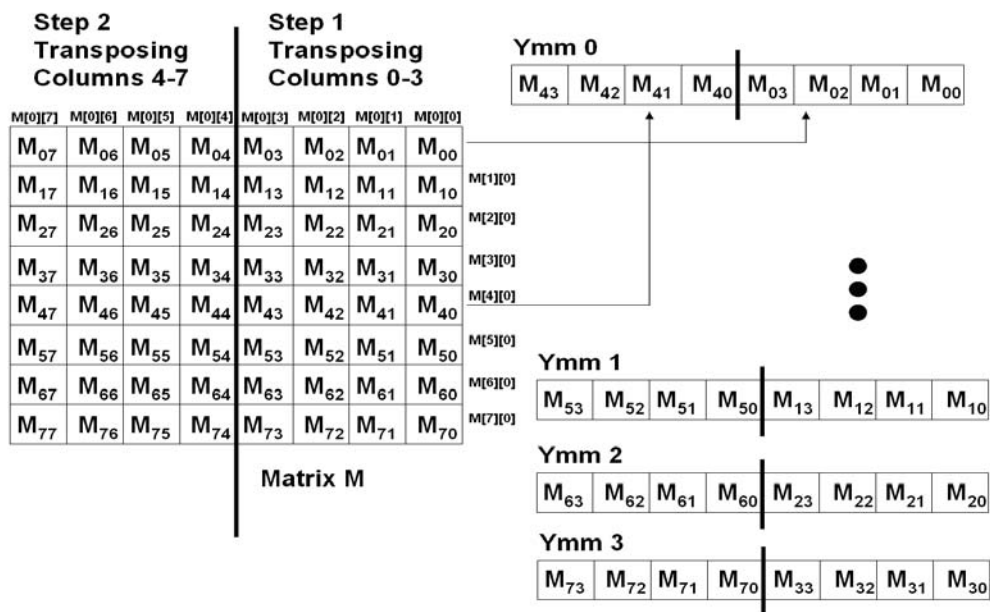 Step 2
Transposing
Columns 4-7
Step 1
Transposing
Columns 0-3
M[0][7] M[0][6] M[0][5] M[0][4] M[0][3] M[0][2] M[0][1] M[0][0]
M07 M06 M05 M04 M03 M02 M01 M00
M17 M16 M15 M14 M13 M12 M11 M10 M[1][0]
M27 M26 M25 M24 M23 M22 M21 M20 M[2][0]
M37 M36 M35 M34 M33 M32 M31 M30 M[3][0]
M47 M46 M45 M44 M43 M42 M41 M40 M[4][0]
M57 M56 M55 M54 M53 M52 M51 M50 M[5][0]
M67 M66 M65 M64 M63 M62 M61 M60 M[6][0]
M77 M76 M75 M74 M73 M72 M71 M70 M[7][0]
Matrix M
Ymm 0
M43 M42 M41 M40 M03 M02 M01 M00
Ymm 1
M53 M52 M51 M50 M13 M12 M11 M10
Ymm 2
M63 M62 M61 M60 M23 M22 M21 M20
Ymm 3
M73 M72 M71 M70 M33 M32 M31 M30